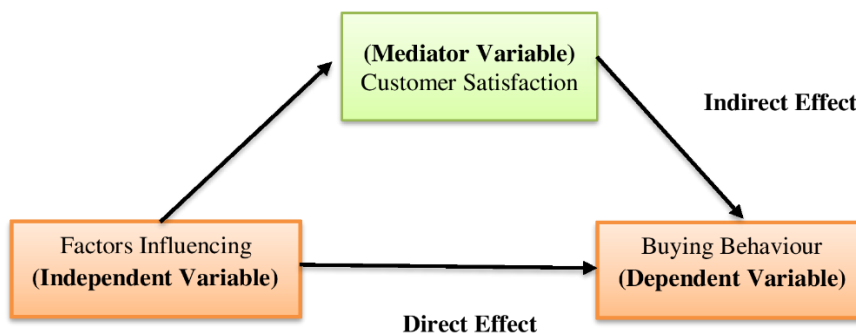 (Mediator Variable)
Customer Satisfaction
Indirect Effect
Factors Influencing
(Independent Variable)
Buying Behaviour
(Dependent Variable)
Direct Effect